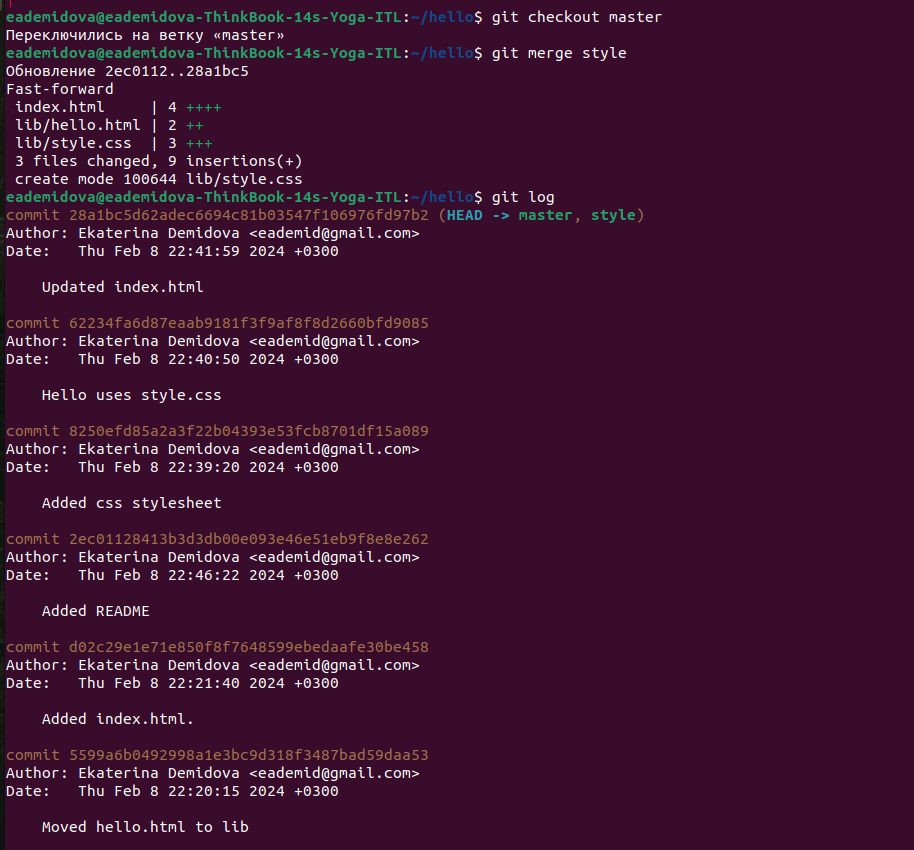 eademidova@eademidova-ThinkBook-14s-Yoga-ITL:~/hello$ git checkout master
Переключились на ветку «master»
eademidova@eademidova-ThinkBook-14s-Yoga-ITL:~/hello$ git merge style
Обновление 2ec0112..28a1bc5
Fast-forward
 index.html     | 4 ++++
 lib/hello.html | 2 ++
 lib/style.css  | 3 +++
 3 files changed, 9 insertions(+)
 create mode 100644 lib/style.css
eademidova@eademidova-ThinkBook-14s-Yoga-ITL:~/hello$ git log
commit 28a1bc5d62adec6694c81b03547f106976fd97b2 (HEAD -> master, style)
Author: Ekaterina Demidova <eademid@gmail.com>
Date:   Thu Feb 8 22:41:59 2024 +0300

    Updated index.html

commit 62234fa6d87eaab9181f3f9af8f8d2660bfd9085
Author: Ekaterina Demidova <eademid@gmail.com>
Date:   Thu Feb 8 22:40:50 2024 +0300

    Hello uses style.css

commit 8250efd85a2a3f22b04393e53fcb8701df15a089
Author: Ekaterina Demidova <eademid@gmail.com>
Date:   Thu Feb 8 22:39:20 2024 +0300

    Added css stylesheet

commit 2ec01128413b3d3db00e093e46e51eb9f8e8e262
Author: Ekaterina Demidova <eademid@gmail.com>
Date:   Thu Feb 8 22:46:22 2024 +0300

    Added README

commit d02c29e1e71e850f8f7648599ebedaafe30be458
Author: Ekaterina Demidova <eademid@gmail.com>
Date:   Thu Feb 8 22:21:40 2024 +0300

    Added index.html.

commit 5599a6b0492998a1e3bc9d318f3487bad59daa53
Author: Ekaterina Demidova <eademid@gmail.com>
Date:   Thu Feb 8 22:20:15 2024 +0300

    Moved hello.html to lib